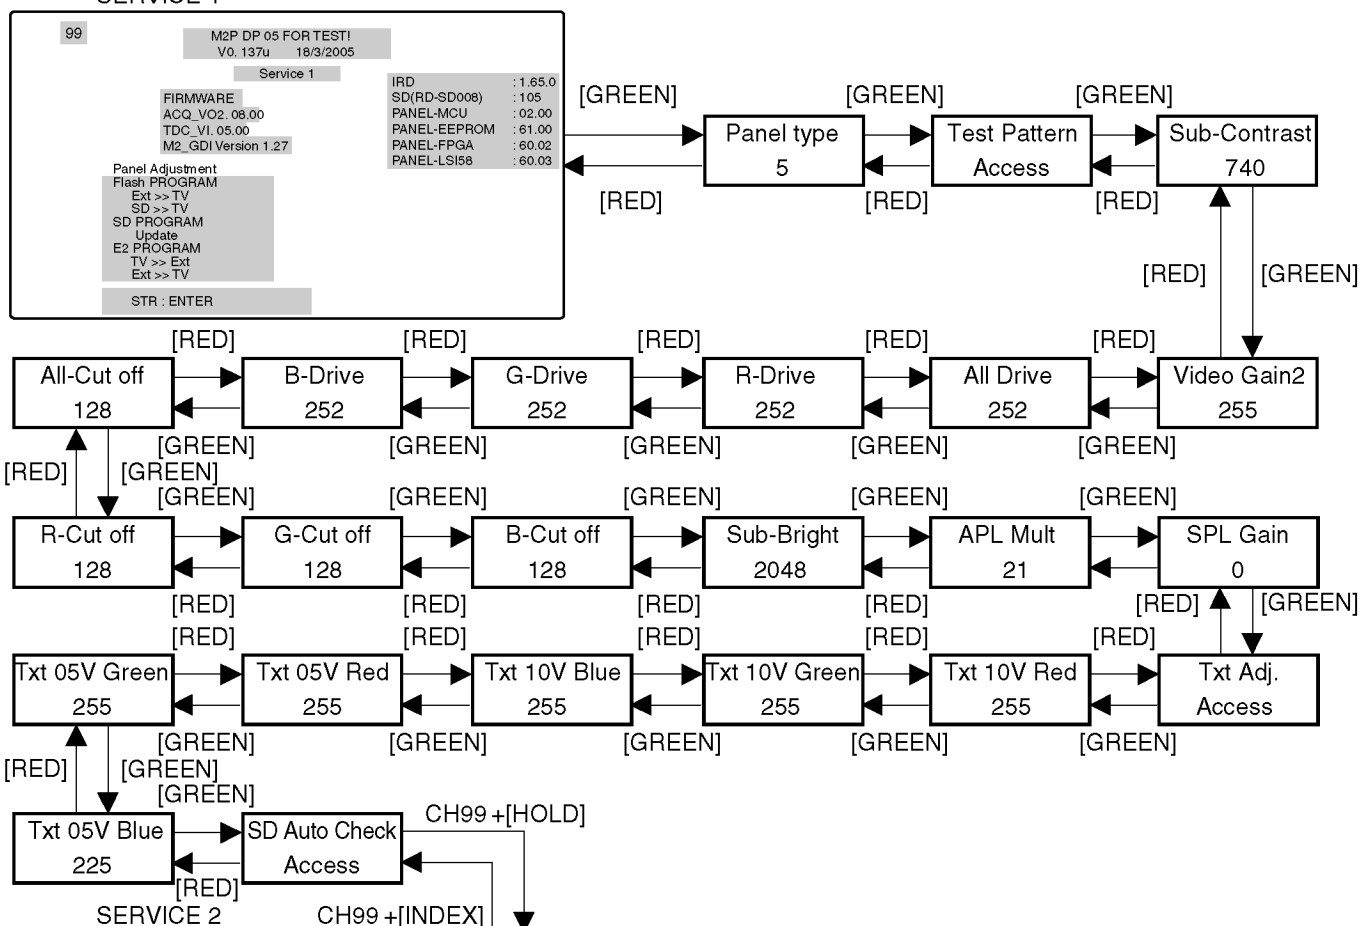 SERVICE 1
99
M2P DP 05 FOR TEST!
V0. 137u 18/3/2005
Service 1
FIRMWARE
ACQ_VO2. 08.00
TDC_VI. 05.00
M2_GDI Version 1.27
IRD : 1.65.0
SD(RD-SD008) : 105
PANEL-MCU : 02.00
PANEL-EEPROM : 61.00
PANEL-FPGA : 60.02
PANEL-LSI58 : 60.03
Panel Adjustment
Flash PROGRAM
Ext >> TV
SD >> TV
SD PROGRAM
Update
E2 PROGRAM
TV >> Ext
Ext >> TV
STR : ENTER
[GREEN] [GREEN] [GREEN]
Panel type Test Pattern Sub-Contrast
5 Access 740
[RED] [RED] [RED]
[RED] [GREEN]
[RED] [RED] [RED] [RED] [RED]
All-Cut off B-Drive G-Drive R-Drive All Drive Video Gain2
128 252 252 252 252 255
[GREEN] [GREEN] [GREEN] [GREEN] [GREEN]
[RED] [GREEN]
[GREEN] [GREEN] [GREEN] [GREEN] [GREEN]
R-Cut off G-Cut off B-Cut off Sub-Bright APL Mult SPL Gain
128 128 128 2048 21 0
[RED] [RED] [RED] [RED] [RED] [GREEN]
[RED] [RED] [RED] [RED] [RED]
Txt 05V Green Txt 05V Red Txt 10V Blue Txt 10V Green Txt 10V Red Txt Adj.
255 255 255 255 255 Access
[GREEN] [GREEN] [GREEN] [GREEN] [GREEN]
[RED] [GREEN]
[GREEN]
CH99 +[HOLD]
Txt 05V Blue SD Auto Check
225 Access
[RED]
SERVICE 2 CH99 +[INDEX]